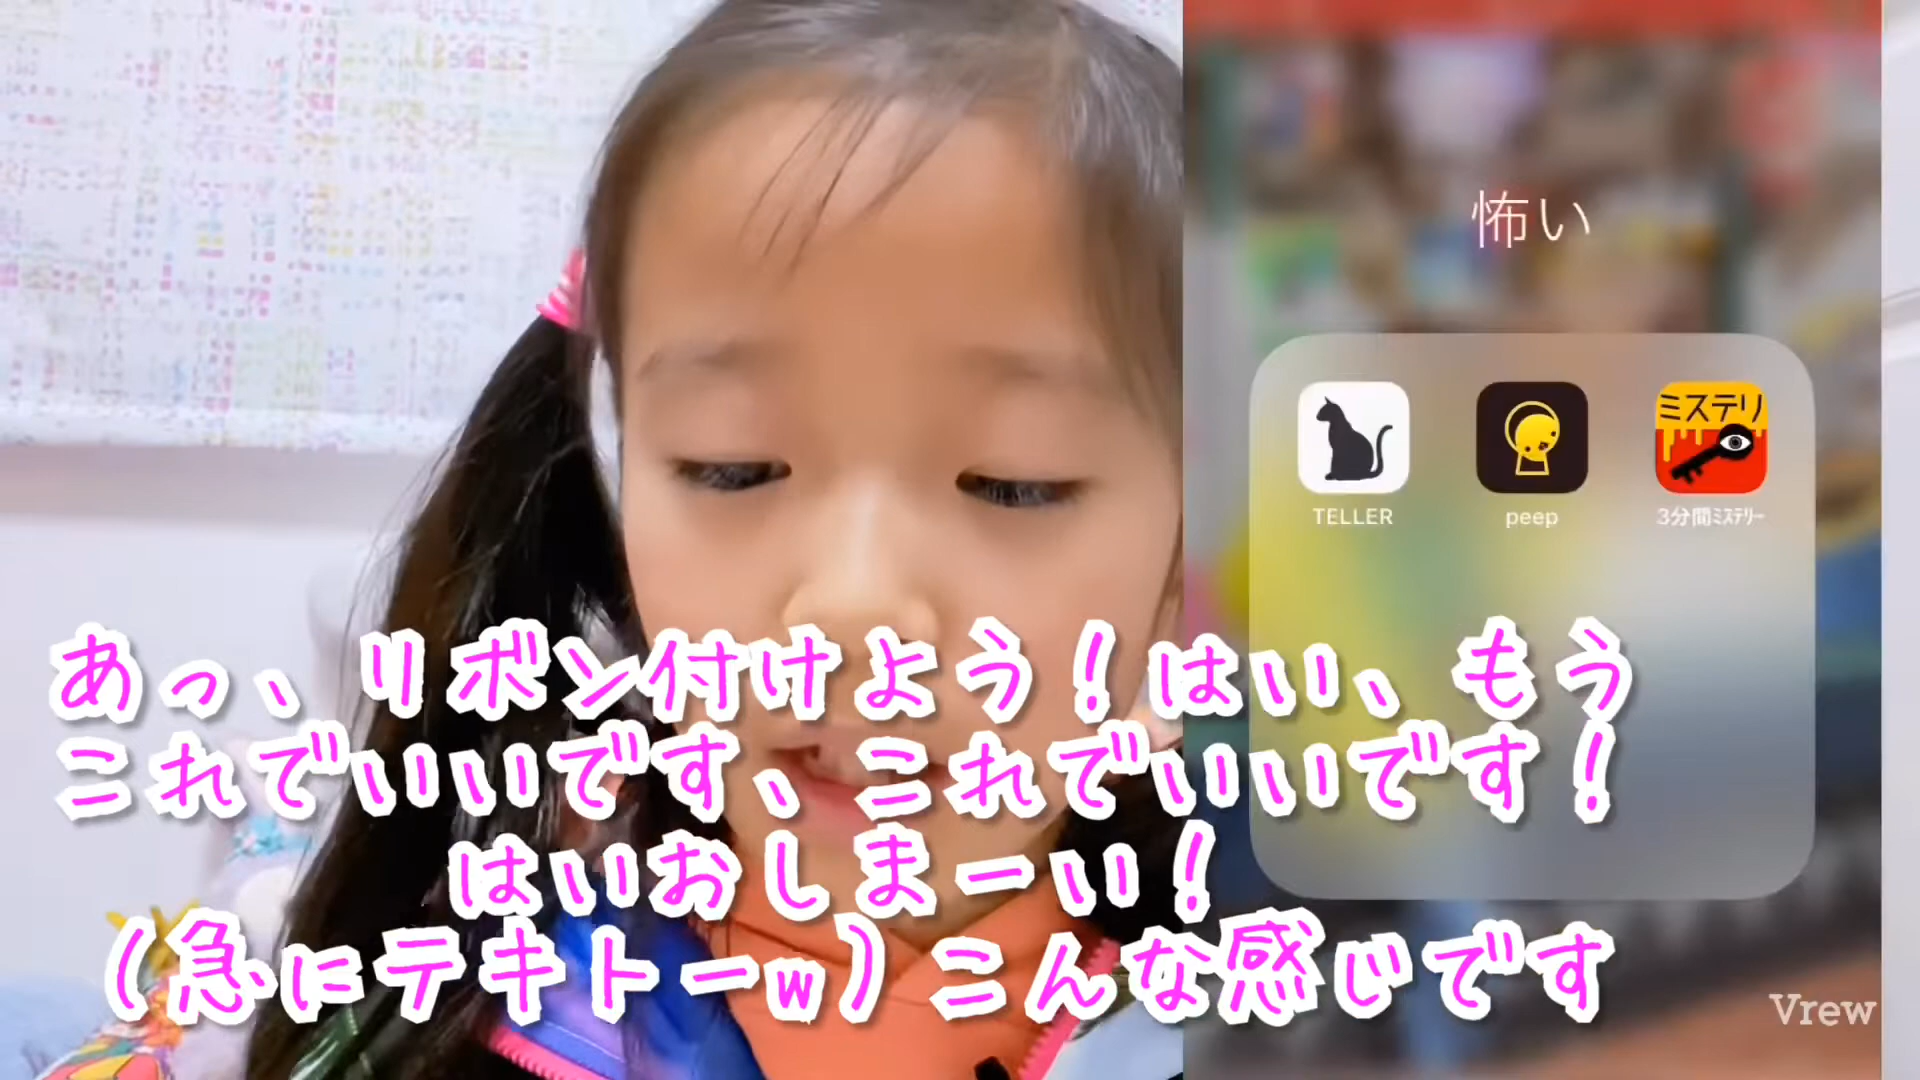 怖い
TELLER
peep
ミステリ
3分間ミステリー
あっ、リボン付けよう！はい、もう
これでいいです、これでいいです！
はいおしまーい！
（急にテキトーw）こんな感じです
Vrew